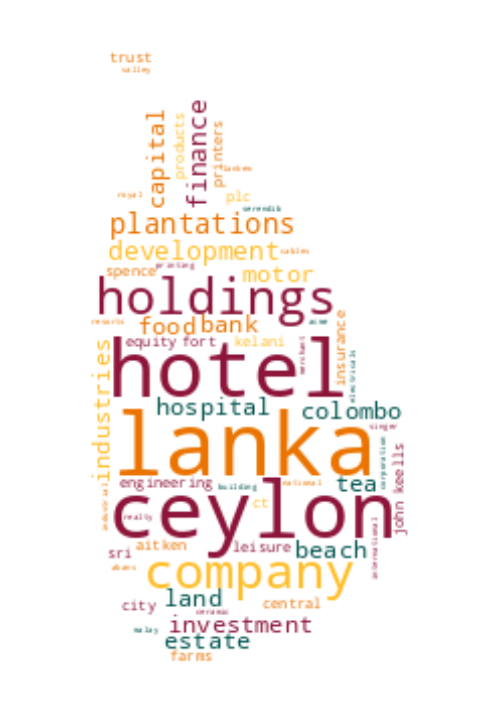 trust
valley
capital
products
finance
printers
lankem
royal
plc
serendib
plantations
development
cables
printing
spence
motor
holdings
resorts
food
bank
acme
insurance
equity
fort
kelani
merchant
electricals
industries
hotel
hospital
colombo
singer
lanka
corporation
john keells
engineering
building
national
tea
industrial
ceylon
ct
realty
international
sri
aitken
leisure
beach
abans
company
land
city
ceramic
central
malay
investment
estate
farms